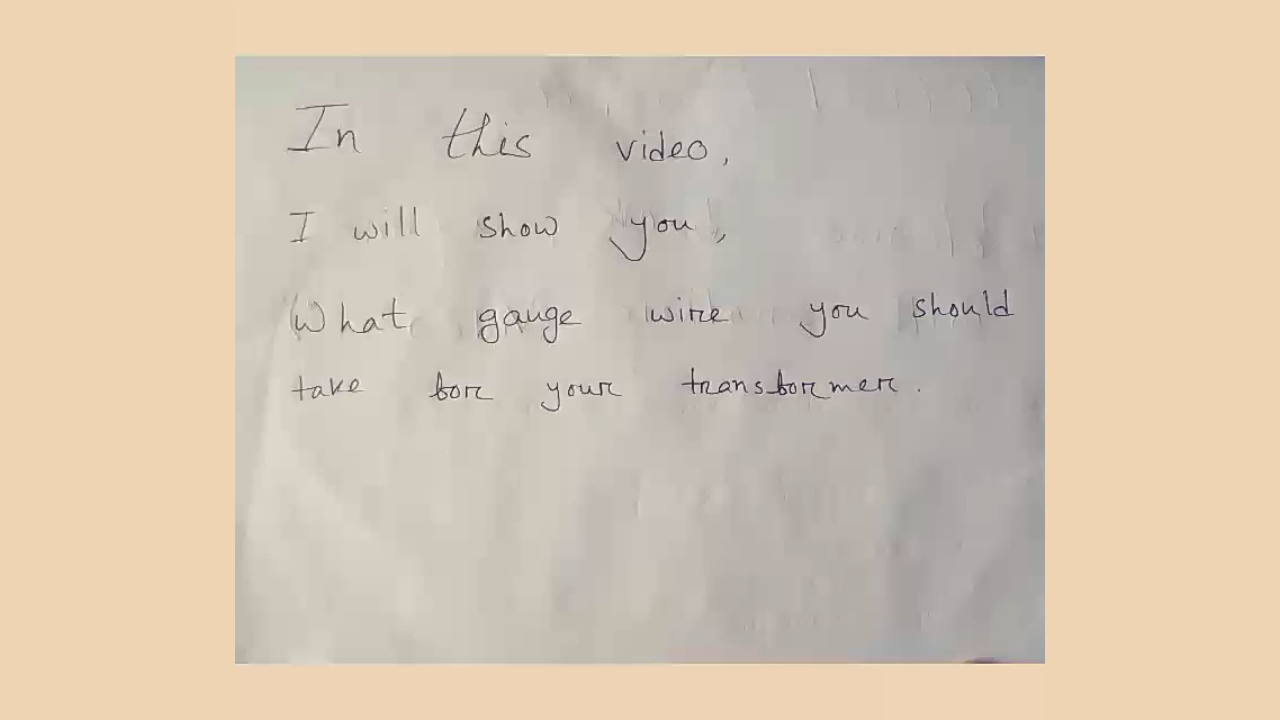 In this video,
I will show you,
What gauge wire you should
take for your transformer.